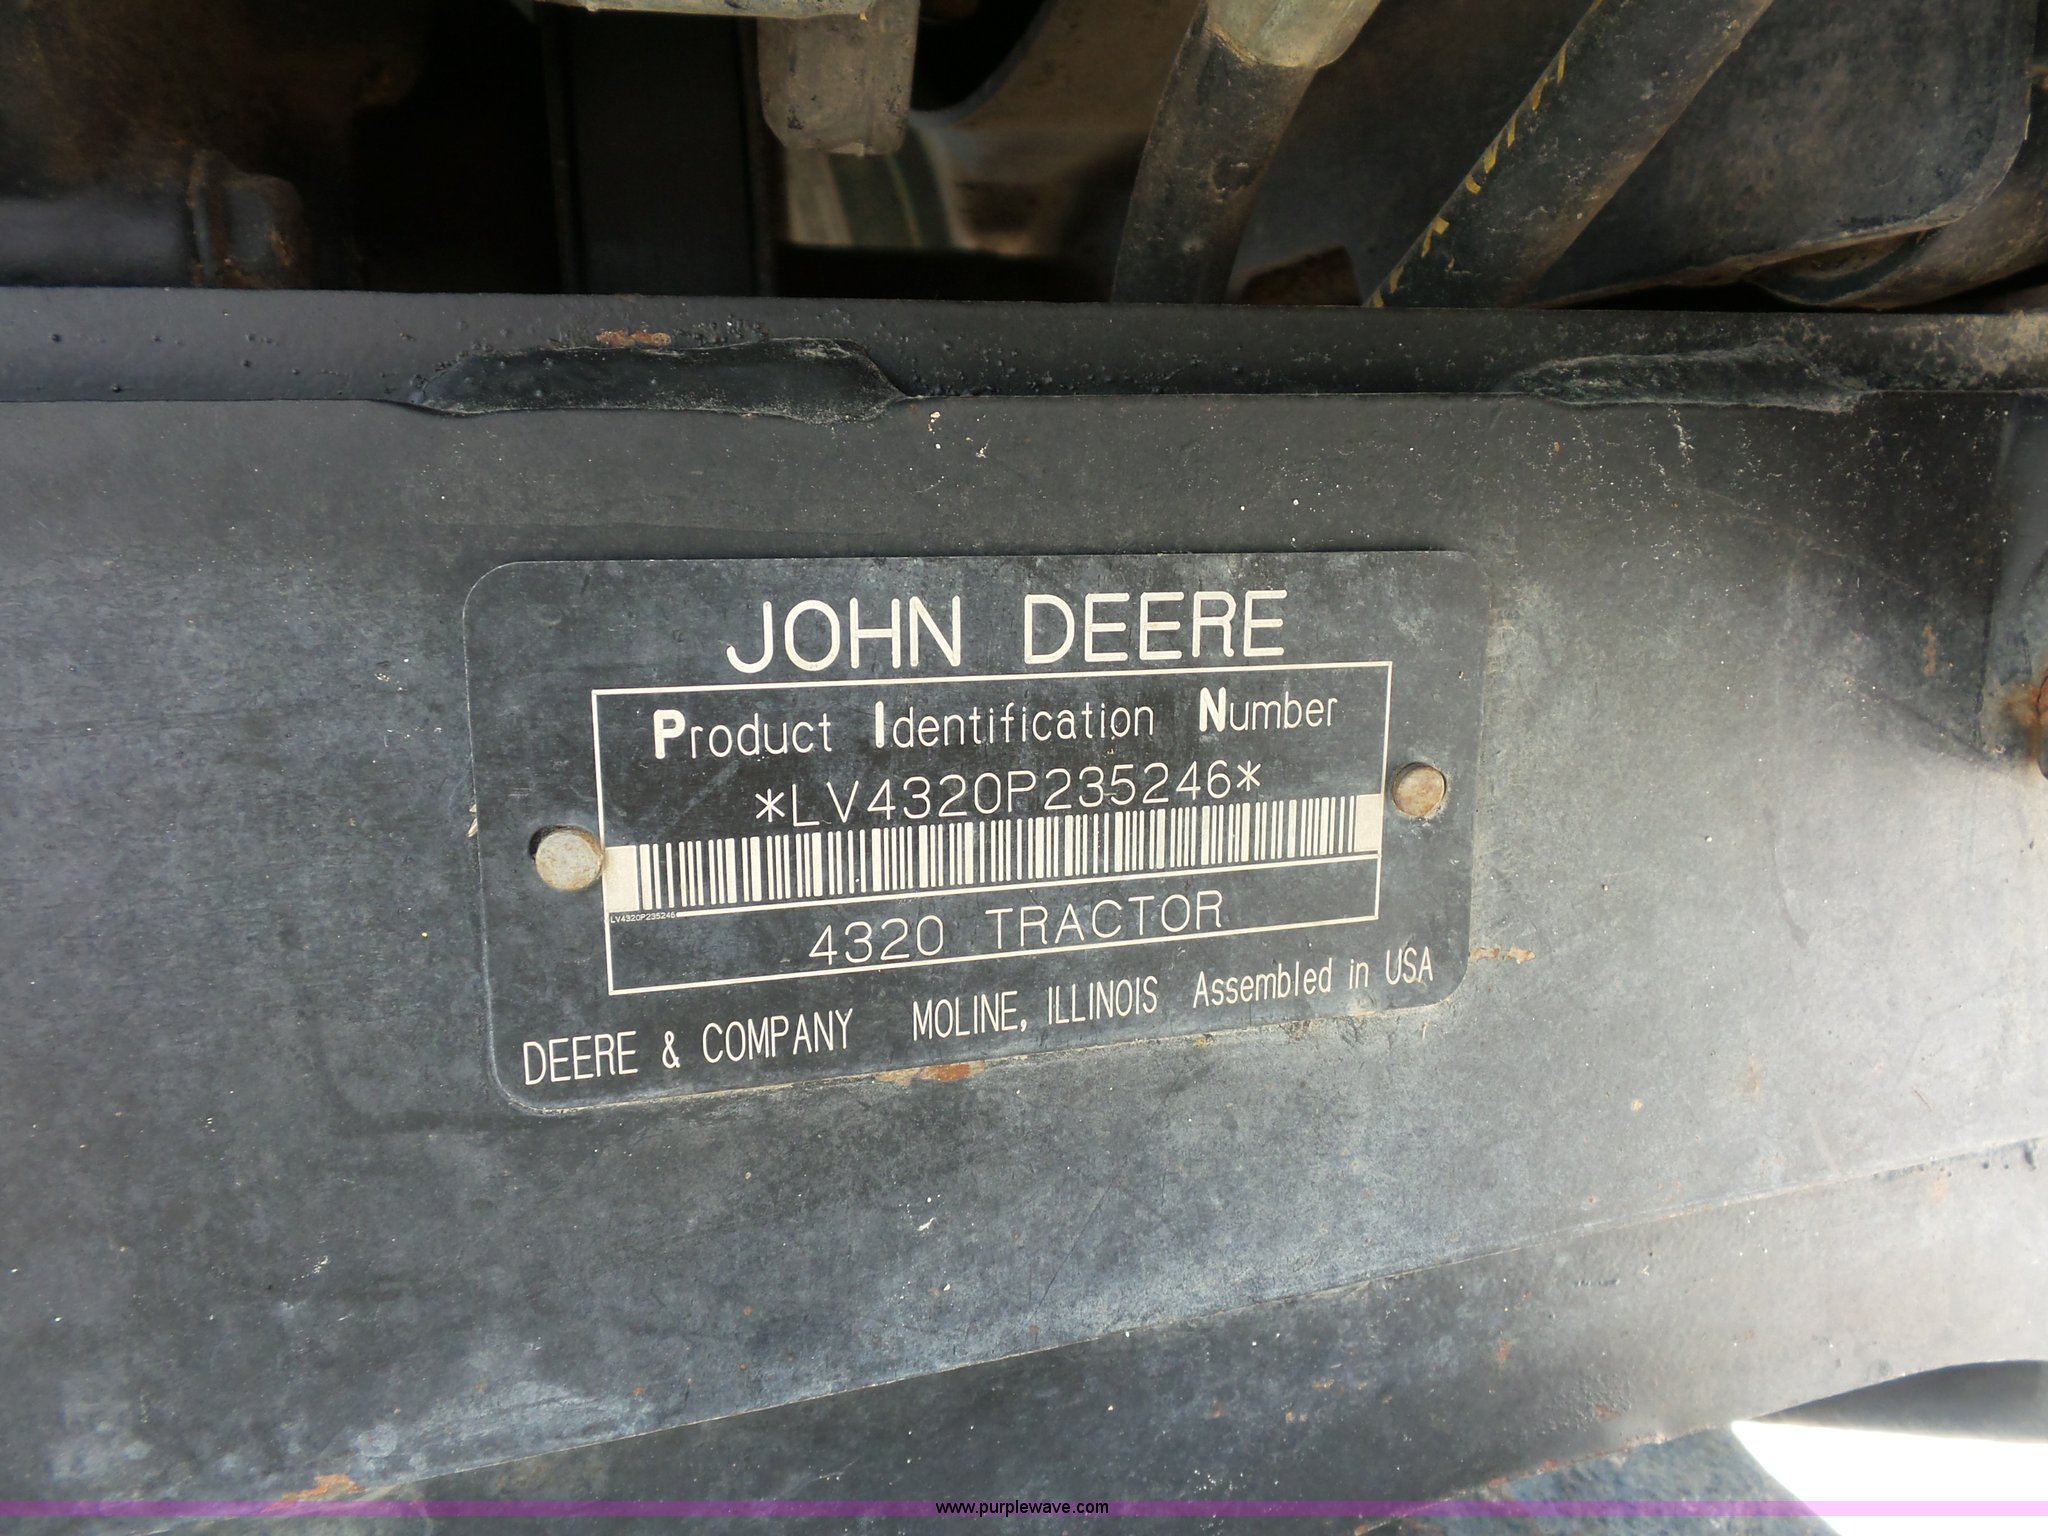 JOHN DEERE
Product Identification Number
*LV4320P235246*
LV4320P235246
4320 TRACTOR
DEERE & COMPANY MOLINE, ILLINOIS Assembled in USA
www.purplewave.com